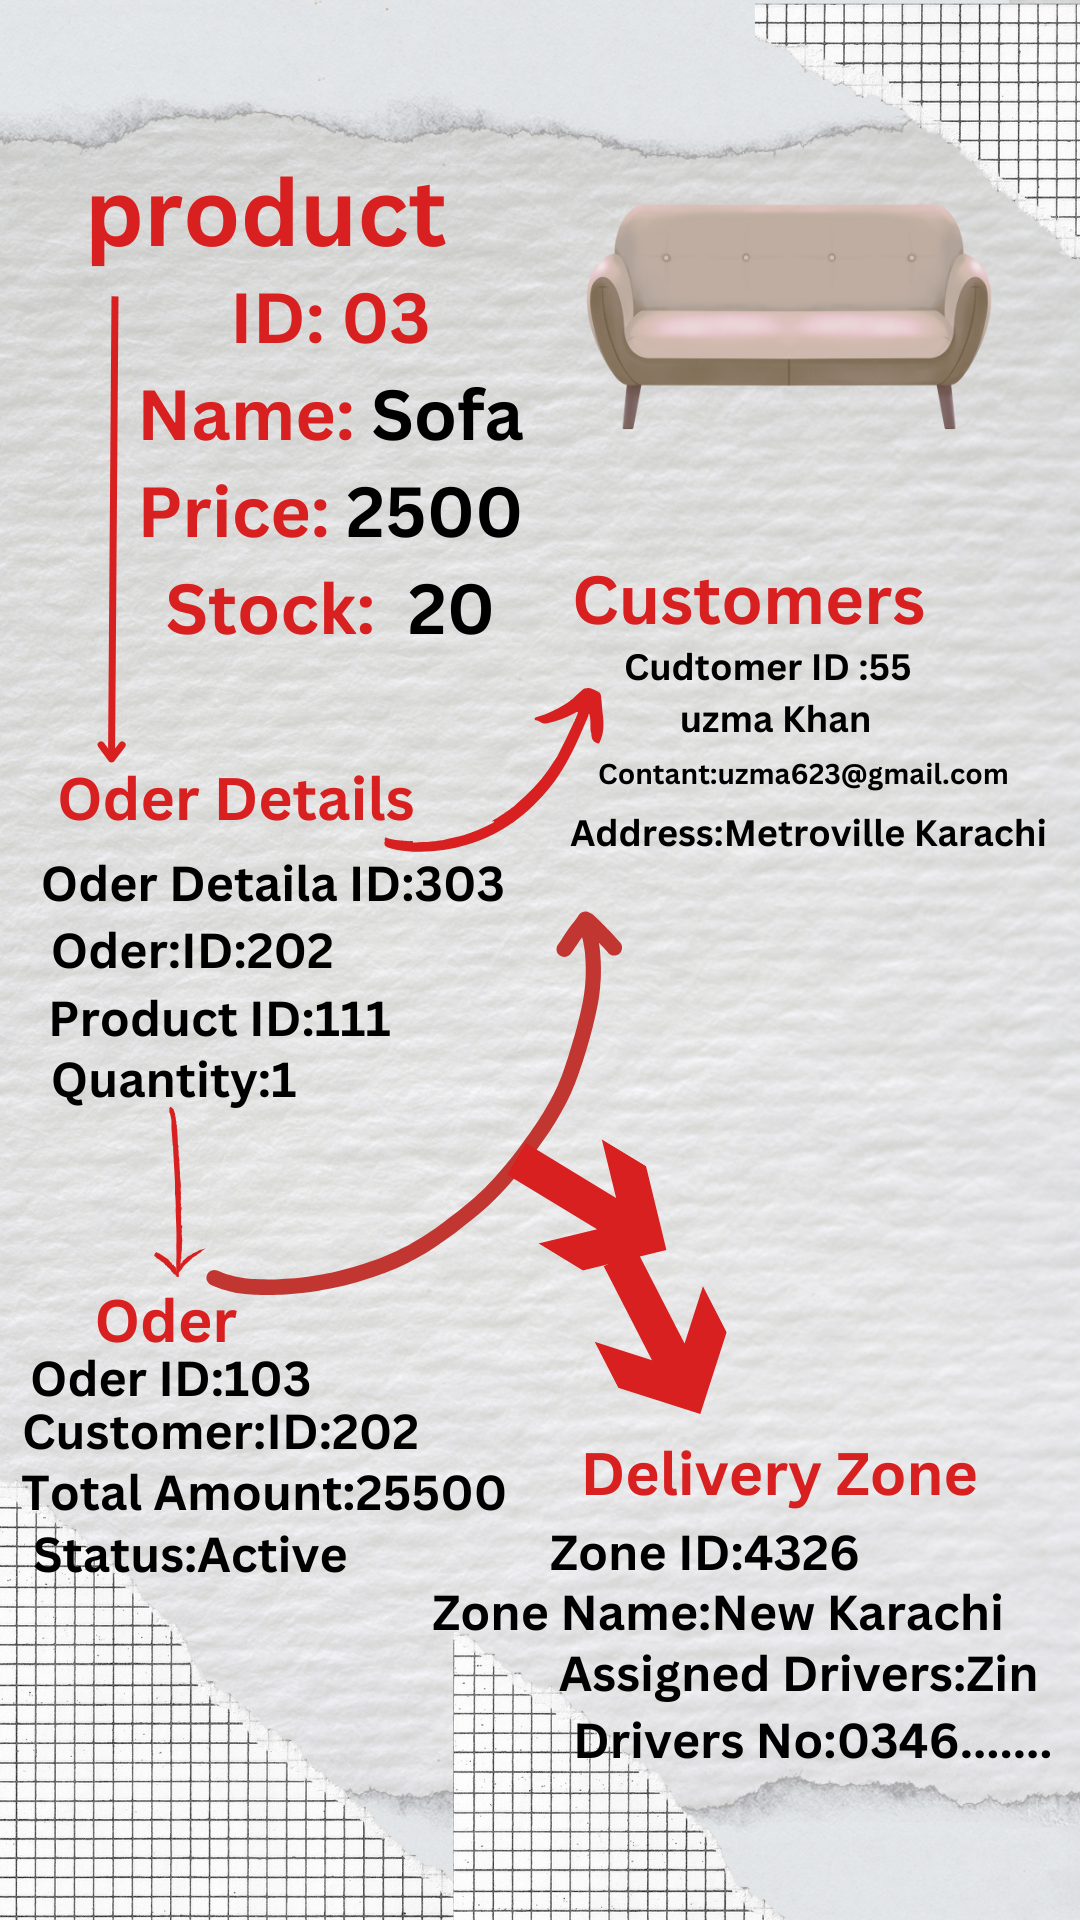 product
ID: 03
Name: Sofa
Price: 2500
Stock: 20
Customers
Cudtomer ID :55
uzma Khan
Contant:uzma623@gmail.com
Address:Metroville Karachi
Oder Details
Oder Detaila ID:303
Oder:ID:202
Product ID:111
Quantity:1
Oder
Oder ID:103
Customer:ID:202
Total Amount:25500
Status:Active
Delivery Zone
Zone ID:4326
Zone Name:New Karachi
Assigned Drivers:Zin
Drivers No:0346.......